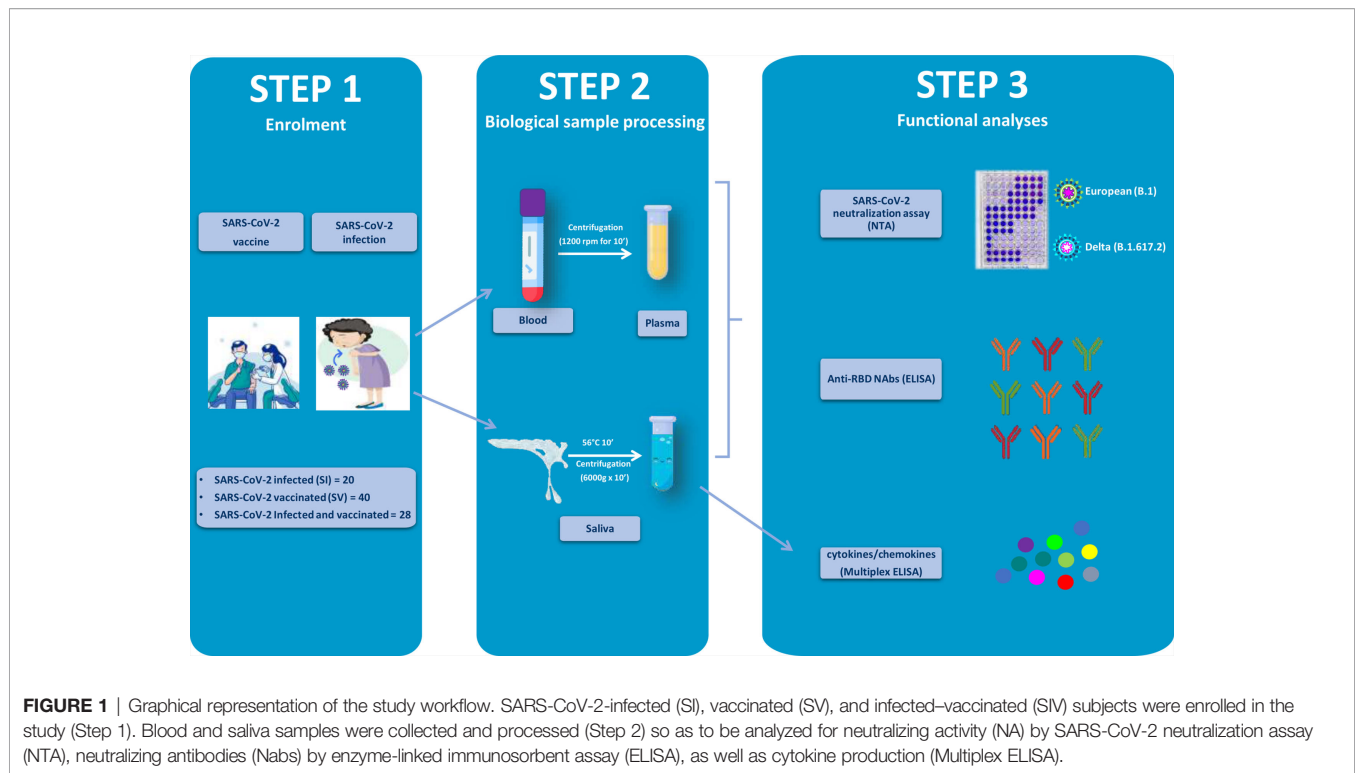 STEP 1
Enrolment
SARS-CoV-2
vaccine
SARS-CoV-2
infection
• SARS-CoV-2 infected (SI) = 20
• SARS-CoV-2 vaccinated (SV) = 40
• SARS-CoV-2 Infected and vaccinated = 28
STEP 2
Biological sample processing
Centrifugation
(1200 rpm for 10’)
Blood
Plasma
56°C 10’
Centrifugation
(6000g x 10’)
Saliva
STEP 3
Functional analyses
SARS-CoV-2
neutralization assay
(NTA)
European (B.1)
Delta (B.1.617.2)
Anti-RBD NAbs (ELISA)
cytokines/chemokines
(Multiplex ELISA)
FIGURE 1 | Graphical representation of the study workflow. SARS-CoV-2-infected (SI), vaccinated (SV), and infected–vaccinated (SIV) subjects were enrolled in the
study (Step 1). Blood and saliva samples were collected and processed (Step 2) so as to be analyzed for neutralizing activity (NA) by SARS-CoV-2 neutralization assay
(NTA), neutralizing antibodies (Nabs) by enzyme-linked immunosorbent assay (ELISA), as well as cytokine production (Multiplex ELISA).